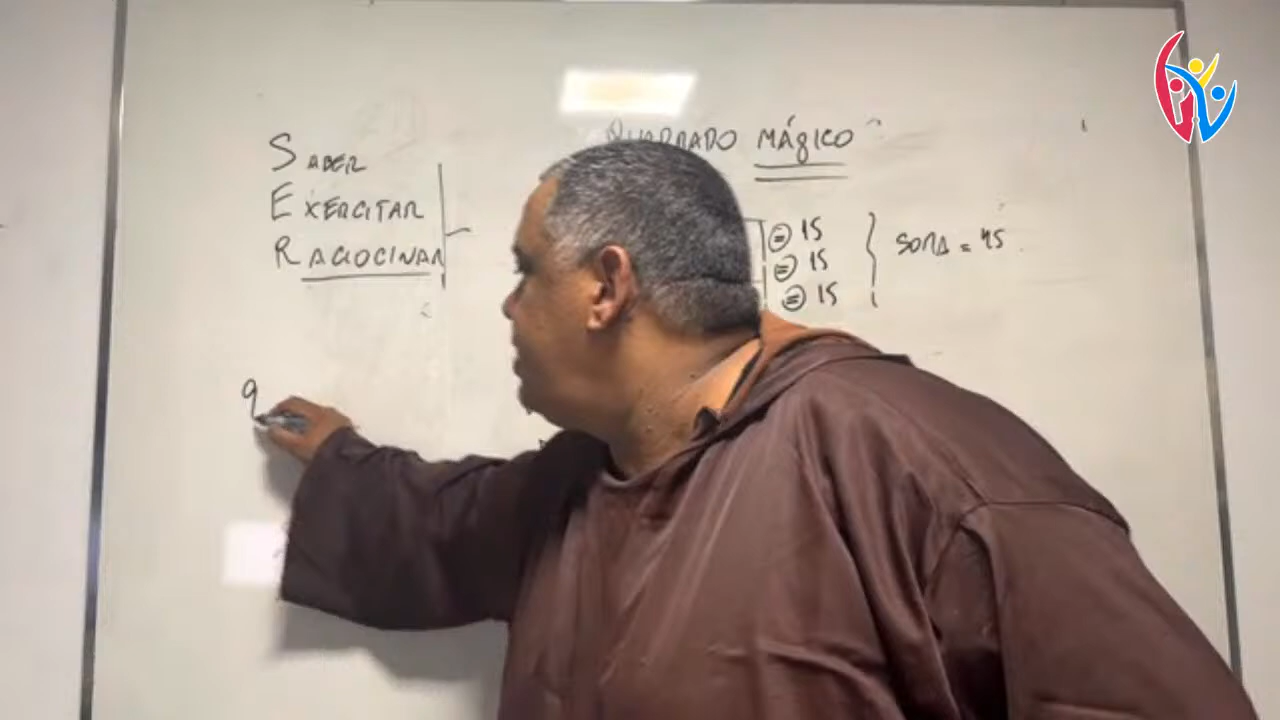 QUADRADO MÁGICO
SABER
EXERCITAR
RACIOCINAR
= 15
= 15
= 15
SOMA = 45
9